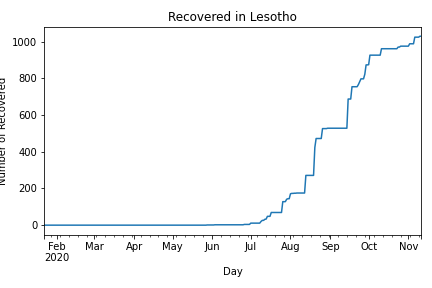 Recovered in Lesotho
Number of Recovered
1000
800
600
400
200
0
Feb Mar Apr May Jun Jul Aug Sep Oct Nov
2020
Day